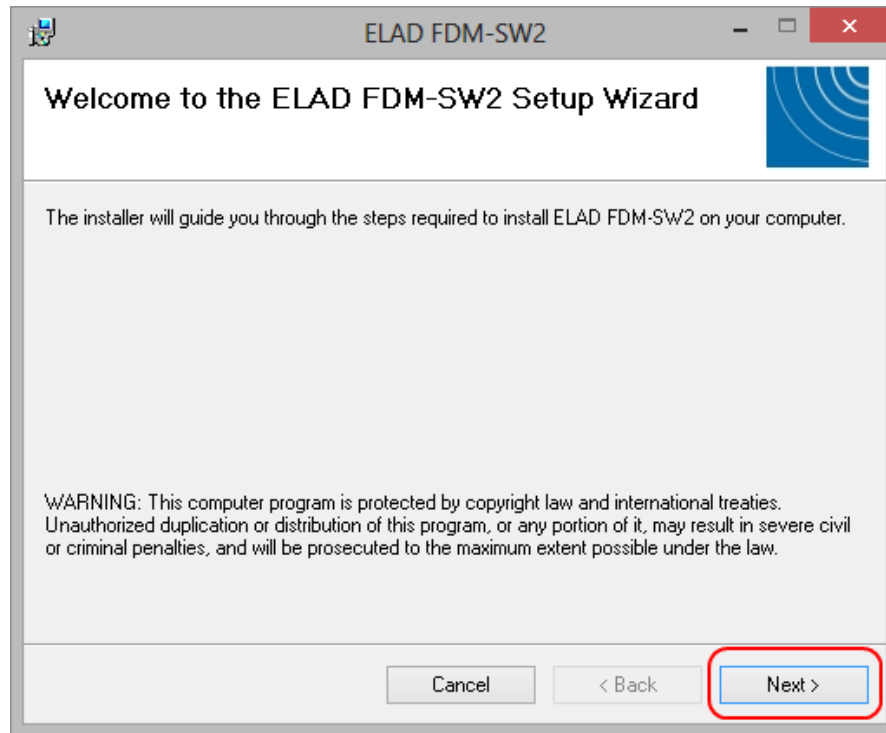 ELAD FDM-SW2
Welcome to the ELAD FDM-SW2 Setup Wizard
The installer will guide you through the steps required to install ELAD FDM-SW2 on your computer.
WARNING: This computer program is protected by copyright law and international treaties.
Unauthorized duplication or distribution of this program, or any portion of it, may result in severe civil
or criminal penalties, and will be prosecuted to the maximum extent possible under the law.
Cancel
< Back
Next >